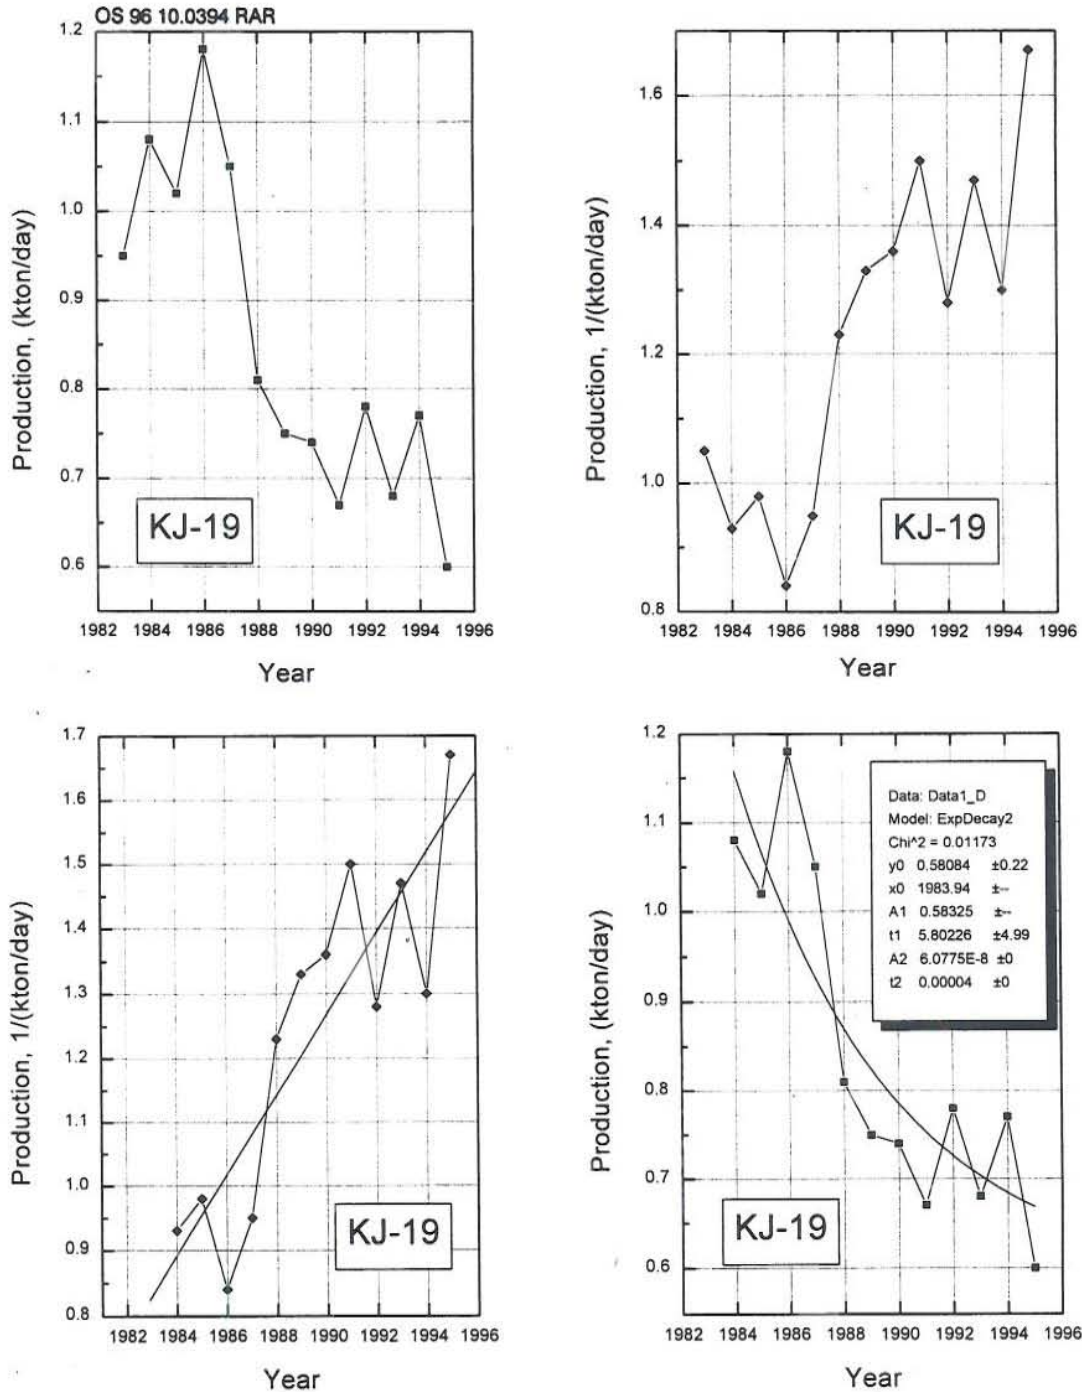 OS 96 10.0394 RAR
1.2
1.1
1.0
0.9
0.8
0.7
0.6
Production, (kton/day)
KJ-19
1982 1984 1986 1988 1990 1992 1994 1996
Year
1.6
1.4
1.2
1.0
0.8
Production, 1/(kton/day)
KJ-19
1982 1984 1986 1988 1990 1992 1994 1996
Year
1.7
1.6
1.5
1.4
1.3
1.2
1.1
1.0
0.9
0.8
Production, 1/(kton/day)
KJ-19
1982 1984 1986 1988 1990 1992 1994 1996
Year
1.2
1.1
1.0
0.9
0.8
0.7
0.6
Production, (kton/day)
Data: Data1_D
Model: ExpDecay2
Chi^2 = 0.01173
y0 0.58084 ±0.22
x0 1983.94 ±--
A1 0.58325 ±--
t1 5.80226 ±4.99
A2 6.0775E-8 ±0
t2 0.00004 ±0
KJ-19
1982 1984 1986 1988 1990 1992 1994 1996
Year